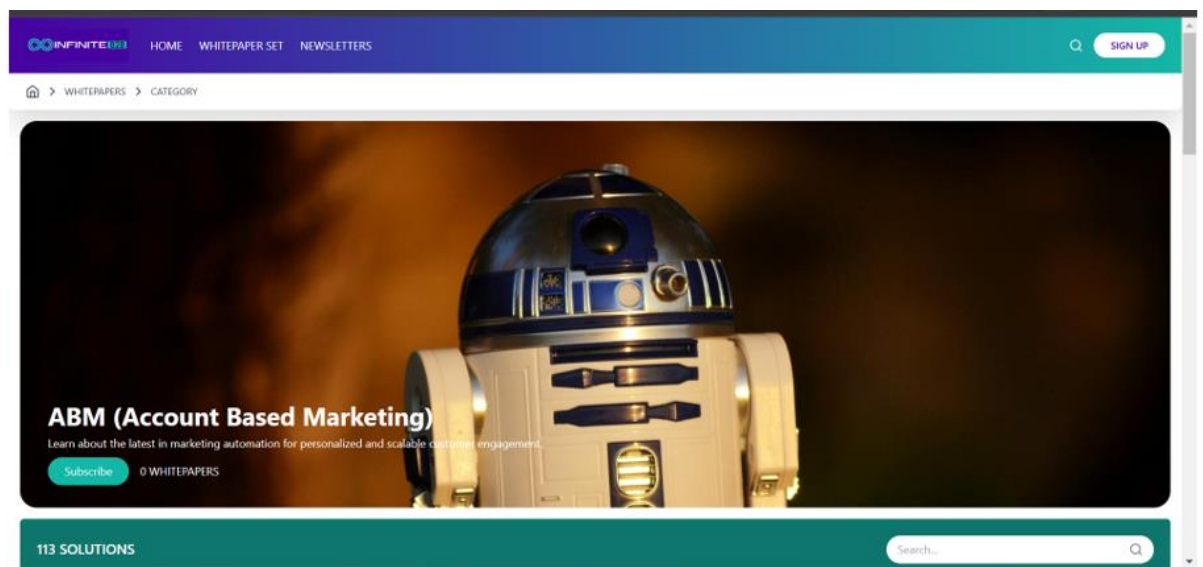 INFINITE B2B HOME WHITEPAPER SET NEWSLETTERS SIGN UP
WHITEPAPERS > CATEGORY
ABM (Account Based Marketing)
Learn about the latest in marketing automation for personalized and scalable customer engagement.
Subscribe 0 WHITEPAPERS
113 SOLUTIONS Search...